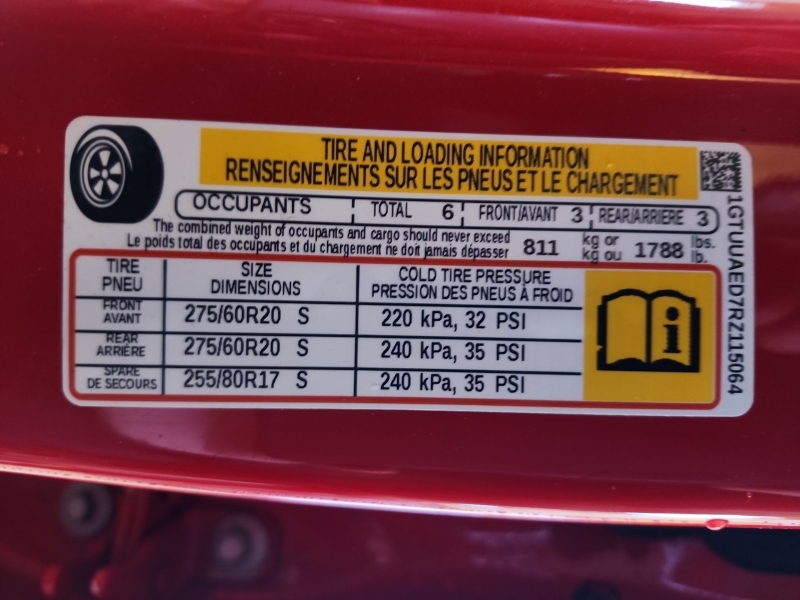 TIRE AND LOADING INFORMATION
RENSEIGNEMENTS SUR LES PNEUS ET LE CHARGEMENT
OCCUPANTS TOTAL 6 FRONT/AVANT 3 REAR/ARRIÈRE 3
The combined weight of occupants and cargo should never exceed 811 kg or 1788 lbs.
Le poids total des occupants et du chargement ne doit jamais dépasser kg ou lb.
TIRE SIZE COLD TIRE PRESSURE
PNEU DIMENSIONS PRESSION DES PNEUS À FROID
FRONT
AVANT 275/60R20 S 220 kPa, 32 PSI
REAR
ARRIÈRE 275/60R20 S 240 kPa, 35 PSI
SPARE
DE SECOURS 255/80R17 S 240 kPa, 35 PSI
i
1GTUUAED7RZ115064